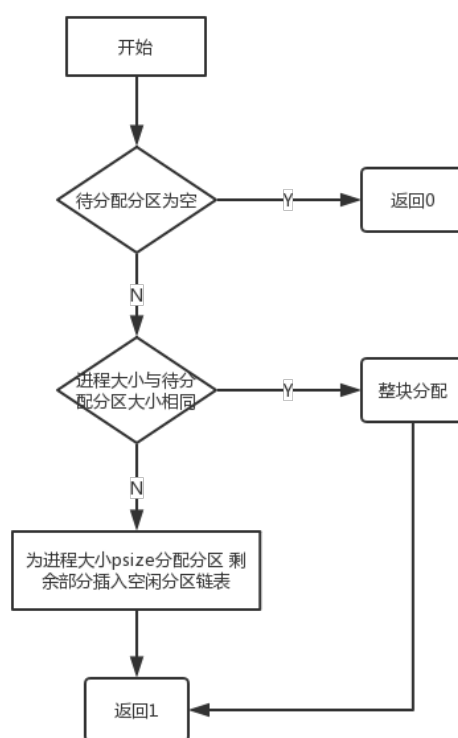 开始
待分配分区为空
Y
返回0
N
进程大小与待分
配分区大小相同
Y
整块分配
N
为进程大小psize分配分区 剩
余部分插入空闲分区链表
返回1